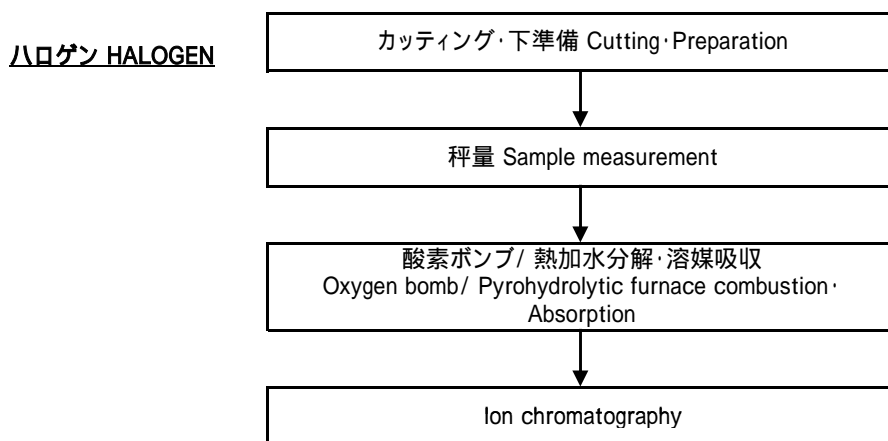 ハロゲン HALOGEN
カッティング・下準備 Cutting・Preparation
秤量 Sample measurement
酸素ボンブ/ 熱加水分解・溶媒吸収
Oxygen bomb/ Pyrohydrolytic furnace combustion・
Absorption
Ion chromatography